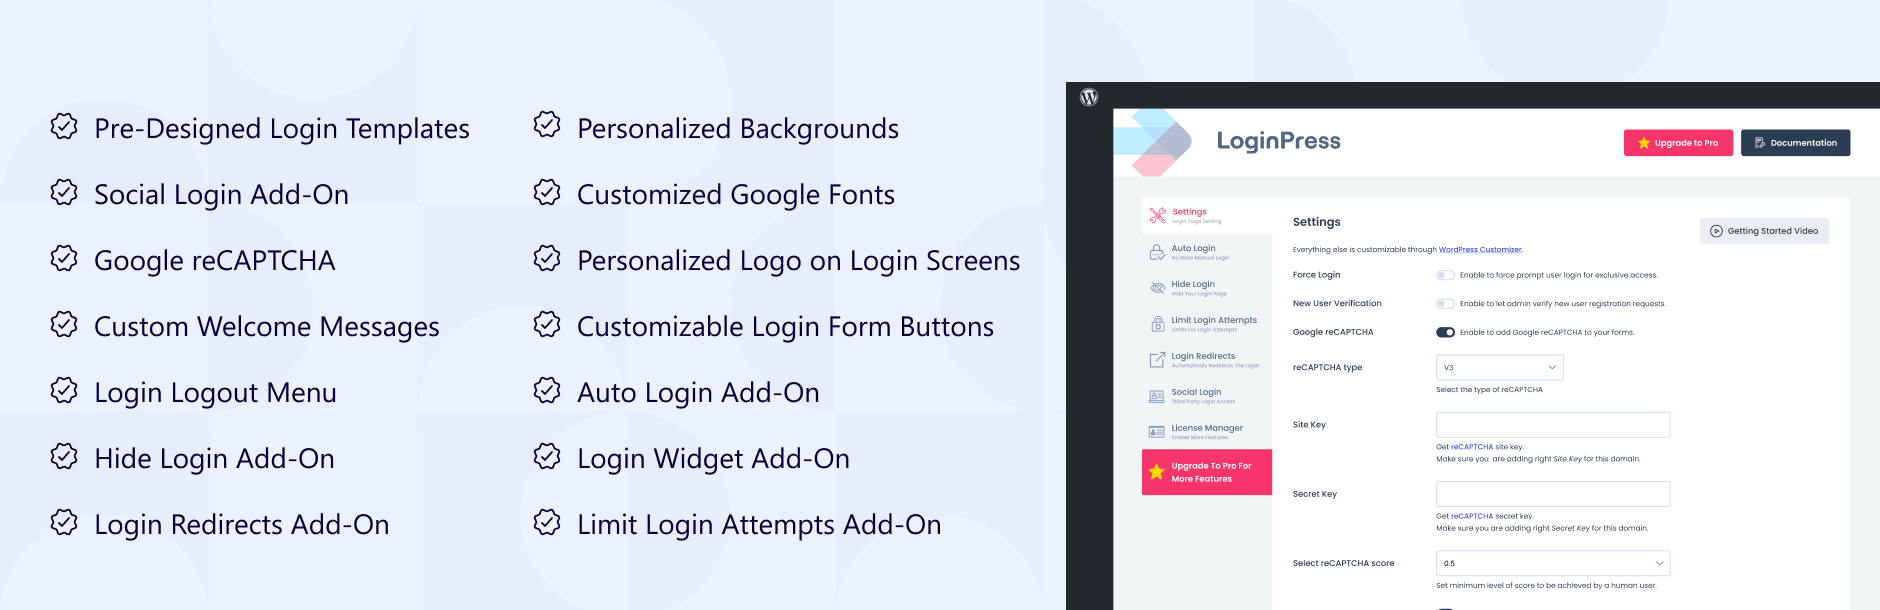 Pre-Designed Login Templates
Social Login Add-On
Google reCAPTCHA
Custom Welcome Messages
Login Logout Menu
Hide Login Add-On
Login Redirects Add-On
Personalized Backgrounds
Customized Google Fonts
Personalized Logo on Login Screens
Customizable Login Form Buttons
Auto Login Add-On
Login Widget Add-On
Limit Login Attempts Add-On
LoginPress
Upgrade to Pro
Documentation
Settings
Login Page Setting
Auto Login
No More Manual Login
Hide Login
Hide Your Login Page
Limit Login Attempts
Limits For Login Attempts
Login Redirects
Automatically Redirects The Login
Social Login
Third Party Login Access
License Manager
Enable More Features
Upgrade To Pro For
More Features
Settings
Getting Started Video
Everything else is customizable through WordPress Customizer.
Force Login
Enable to force prompt user login for exclusive access.
New User Verification
Enable to let admin verify new user registration requests.
Google reCAPTCHA
Enable to add Google reCAPTCHA to your forms.
reCAPTCHA type
V3
Select the type of reCAPTCHA
Site Key
Get reCAPTCHA site key.
Make sure you are adding right Site Key for this domain.
Secret Key
Get reCAPTCHA secret key.
Make sure you are adding right Secret Key for this domain.
Select reCAPTCHA score
0.5
Set minimum level of score to be achieved by a human user.